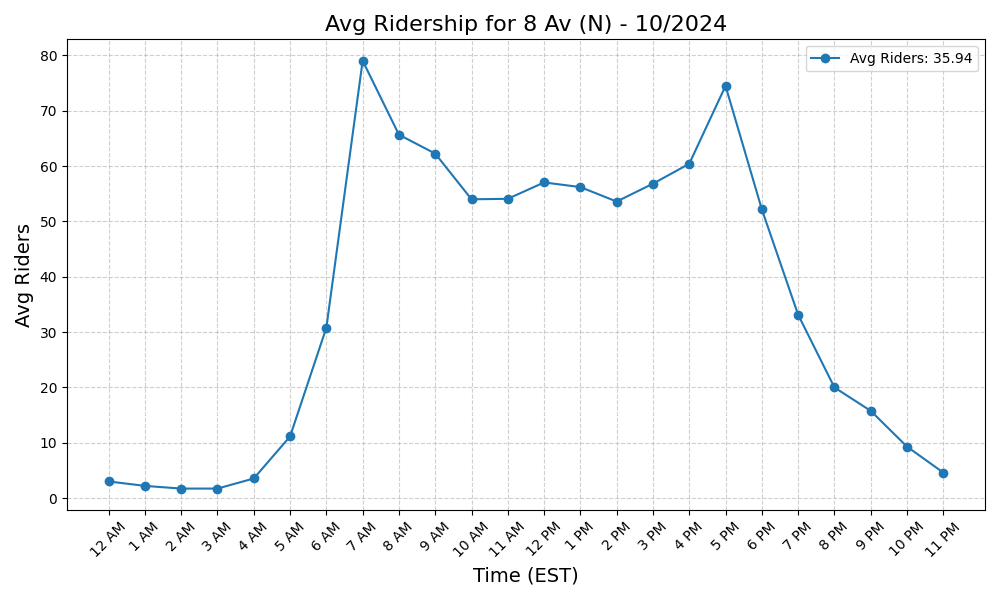 Avg Ridership for 8 Av (N) - 10/2024
Avg Riders: 35.94
80
70
60
50
40
30
20
10
0
Avg Riders
12 AM
1 AM
2 AM
3 AM
4 AM
5 AM
6 AM
7 AM
8 AM
9 AM
10 AM
11 AM
12 PM
1 PM
2 PM
3 PM
4 PM
5 PM
6 PM
7 PM
8 PM
9 PM
10 PM
11 PM
Time (EST)